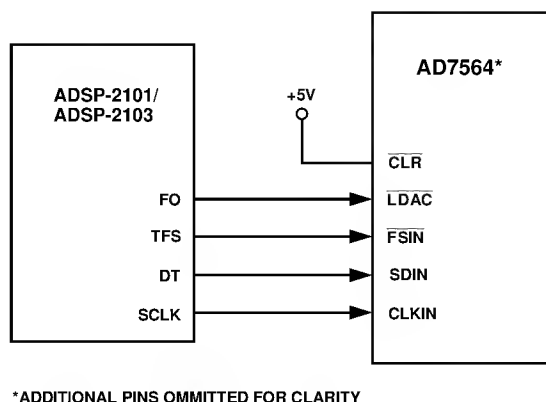 ADSP-2101/
ADSP-2103
FO
TFS
DT
SCLK
+5V
AD7564*
CLR
LDAC
FSIN
SDIN
CLKIN
*ADDITIONAL PINS OMMITTED FOR CLARITY